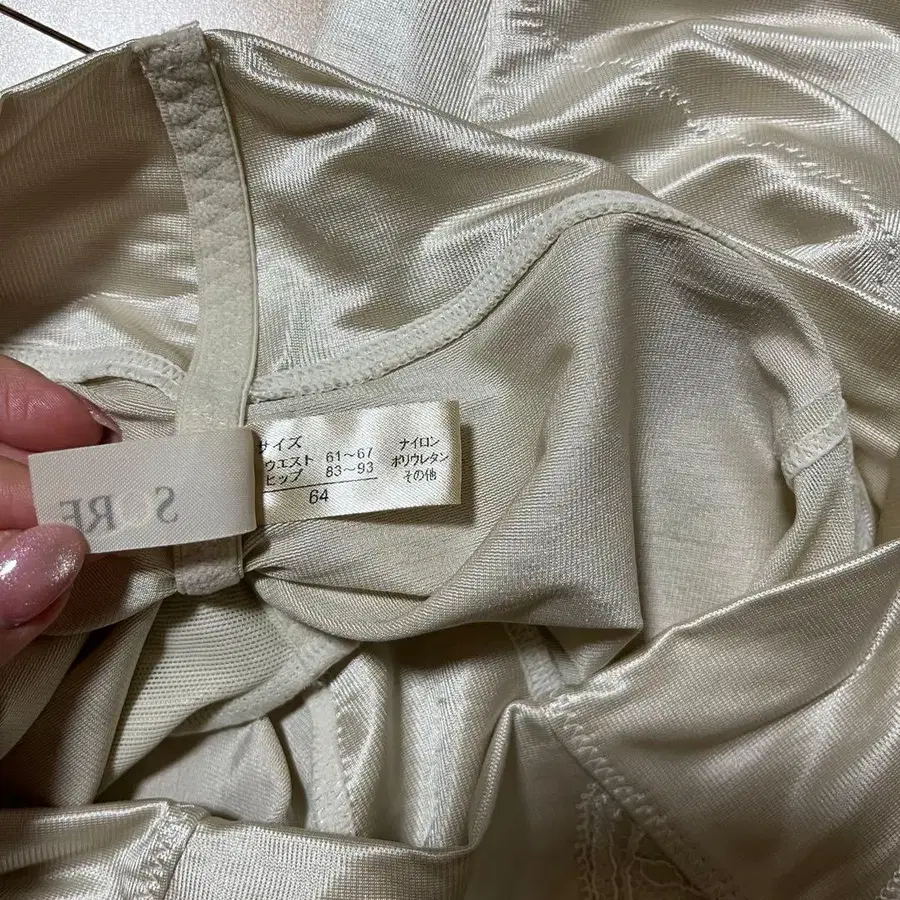 サイズ
ウエスト 61～67
ヒップ 83～93
64
ナイロン
ポリウレタン
その他